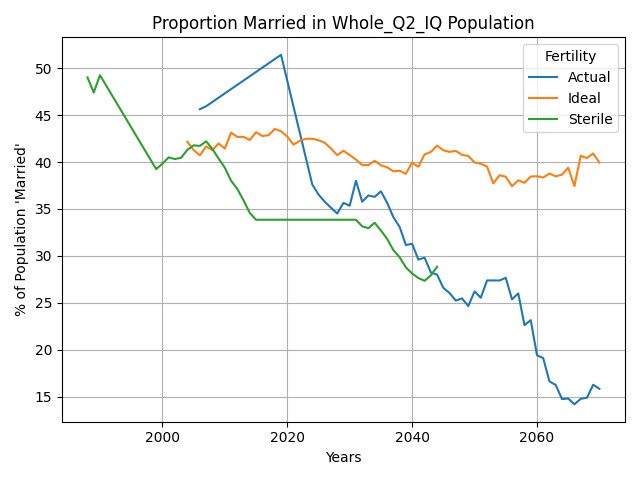 Proportion Married in Whole_Q2_IQ Population
% of Population 'Married'
50
45
40
35
30
25
20
15
Fertility
Actual
Ideal
Sterile
2000
2020
2040
2060
Years